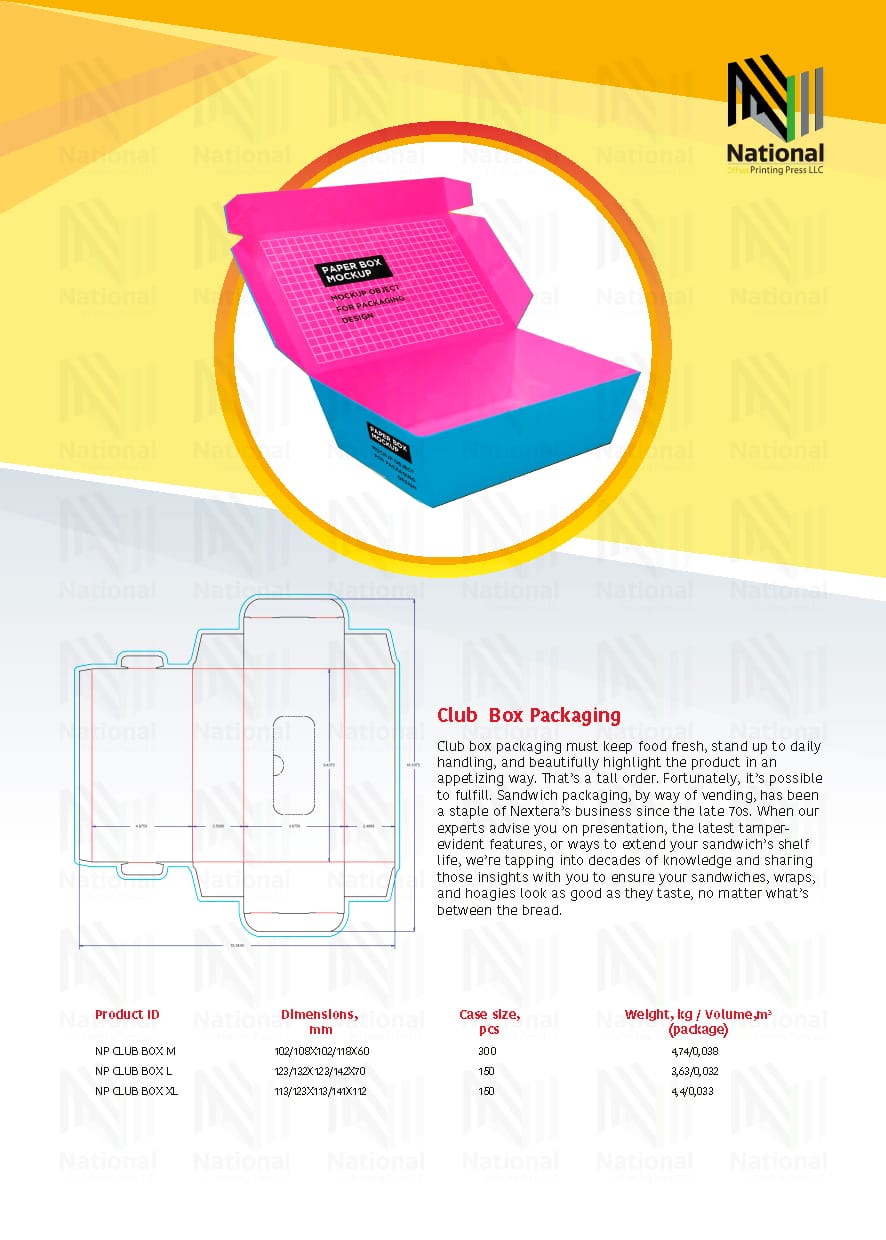 National
Offset Printing Press LLC
PAPER BOX
MOCKUP
MOCKUP OBJECT
FOR PACKAGING
DESIGN
PAPER BOX
MOCKUP
MOCKUP OBJECT
FOR PACKAGING
DESIGN
Club Box Packaging
Club box packaging must keep food fresh, stand up to daily
handling, and beautifully highlight the product in an
appetizing way. That’s a tall order. Fortunately, it’s possible
to fulfill. Sandwich packaging, by way of vending, has been
a staple of Nextera’s business since the late 70s. When our
experts advise you on presentation, the latest tamper-
evident features, or ways to extend your sandwich’s shelf
life, we’re tapping into decades of knowledge and sharing
those insights with you to ensure your sandwiches, wraps,
and hoagies look as good as they taste, no matter what’s
between the bread.
Product ID Dimensions, mm Case size, pcs Weight, kg / Volume,m³ (package)
NP CLUB BOX M 102/108X102/118X60 300 4,74/0,038
NP CLUB BOX L 123/132X123/142X70 150 3,63/0,032
NP CLUB BOX XL 113/123X113/141X112 150 4,4/0,033